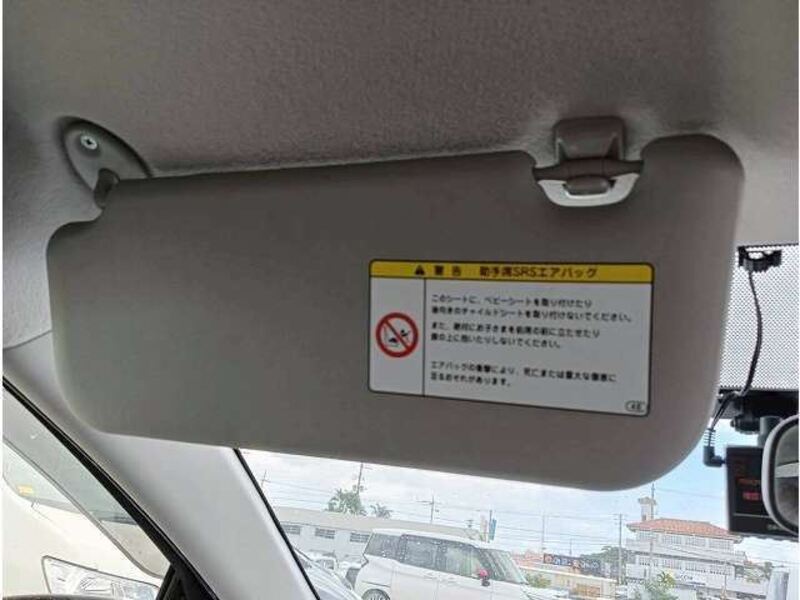 警告 助手席SRSエアバッグ
このシートに、ベビーシートを取り付けたり
後向きのチャイルドシートを取り付けないでください。
また、絶対にお子さまを前席の前に立たせたり
膝の上に抱いたりしないでください。
エアバッグの衝撃により、死亡または重大な傷害に
至るおそれがあります。